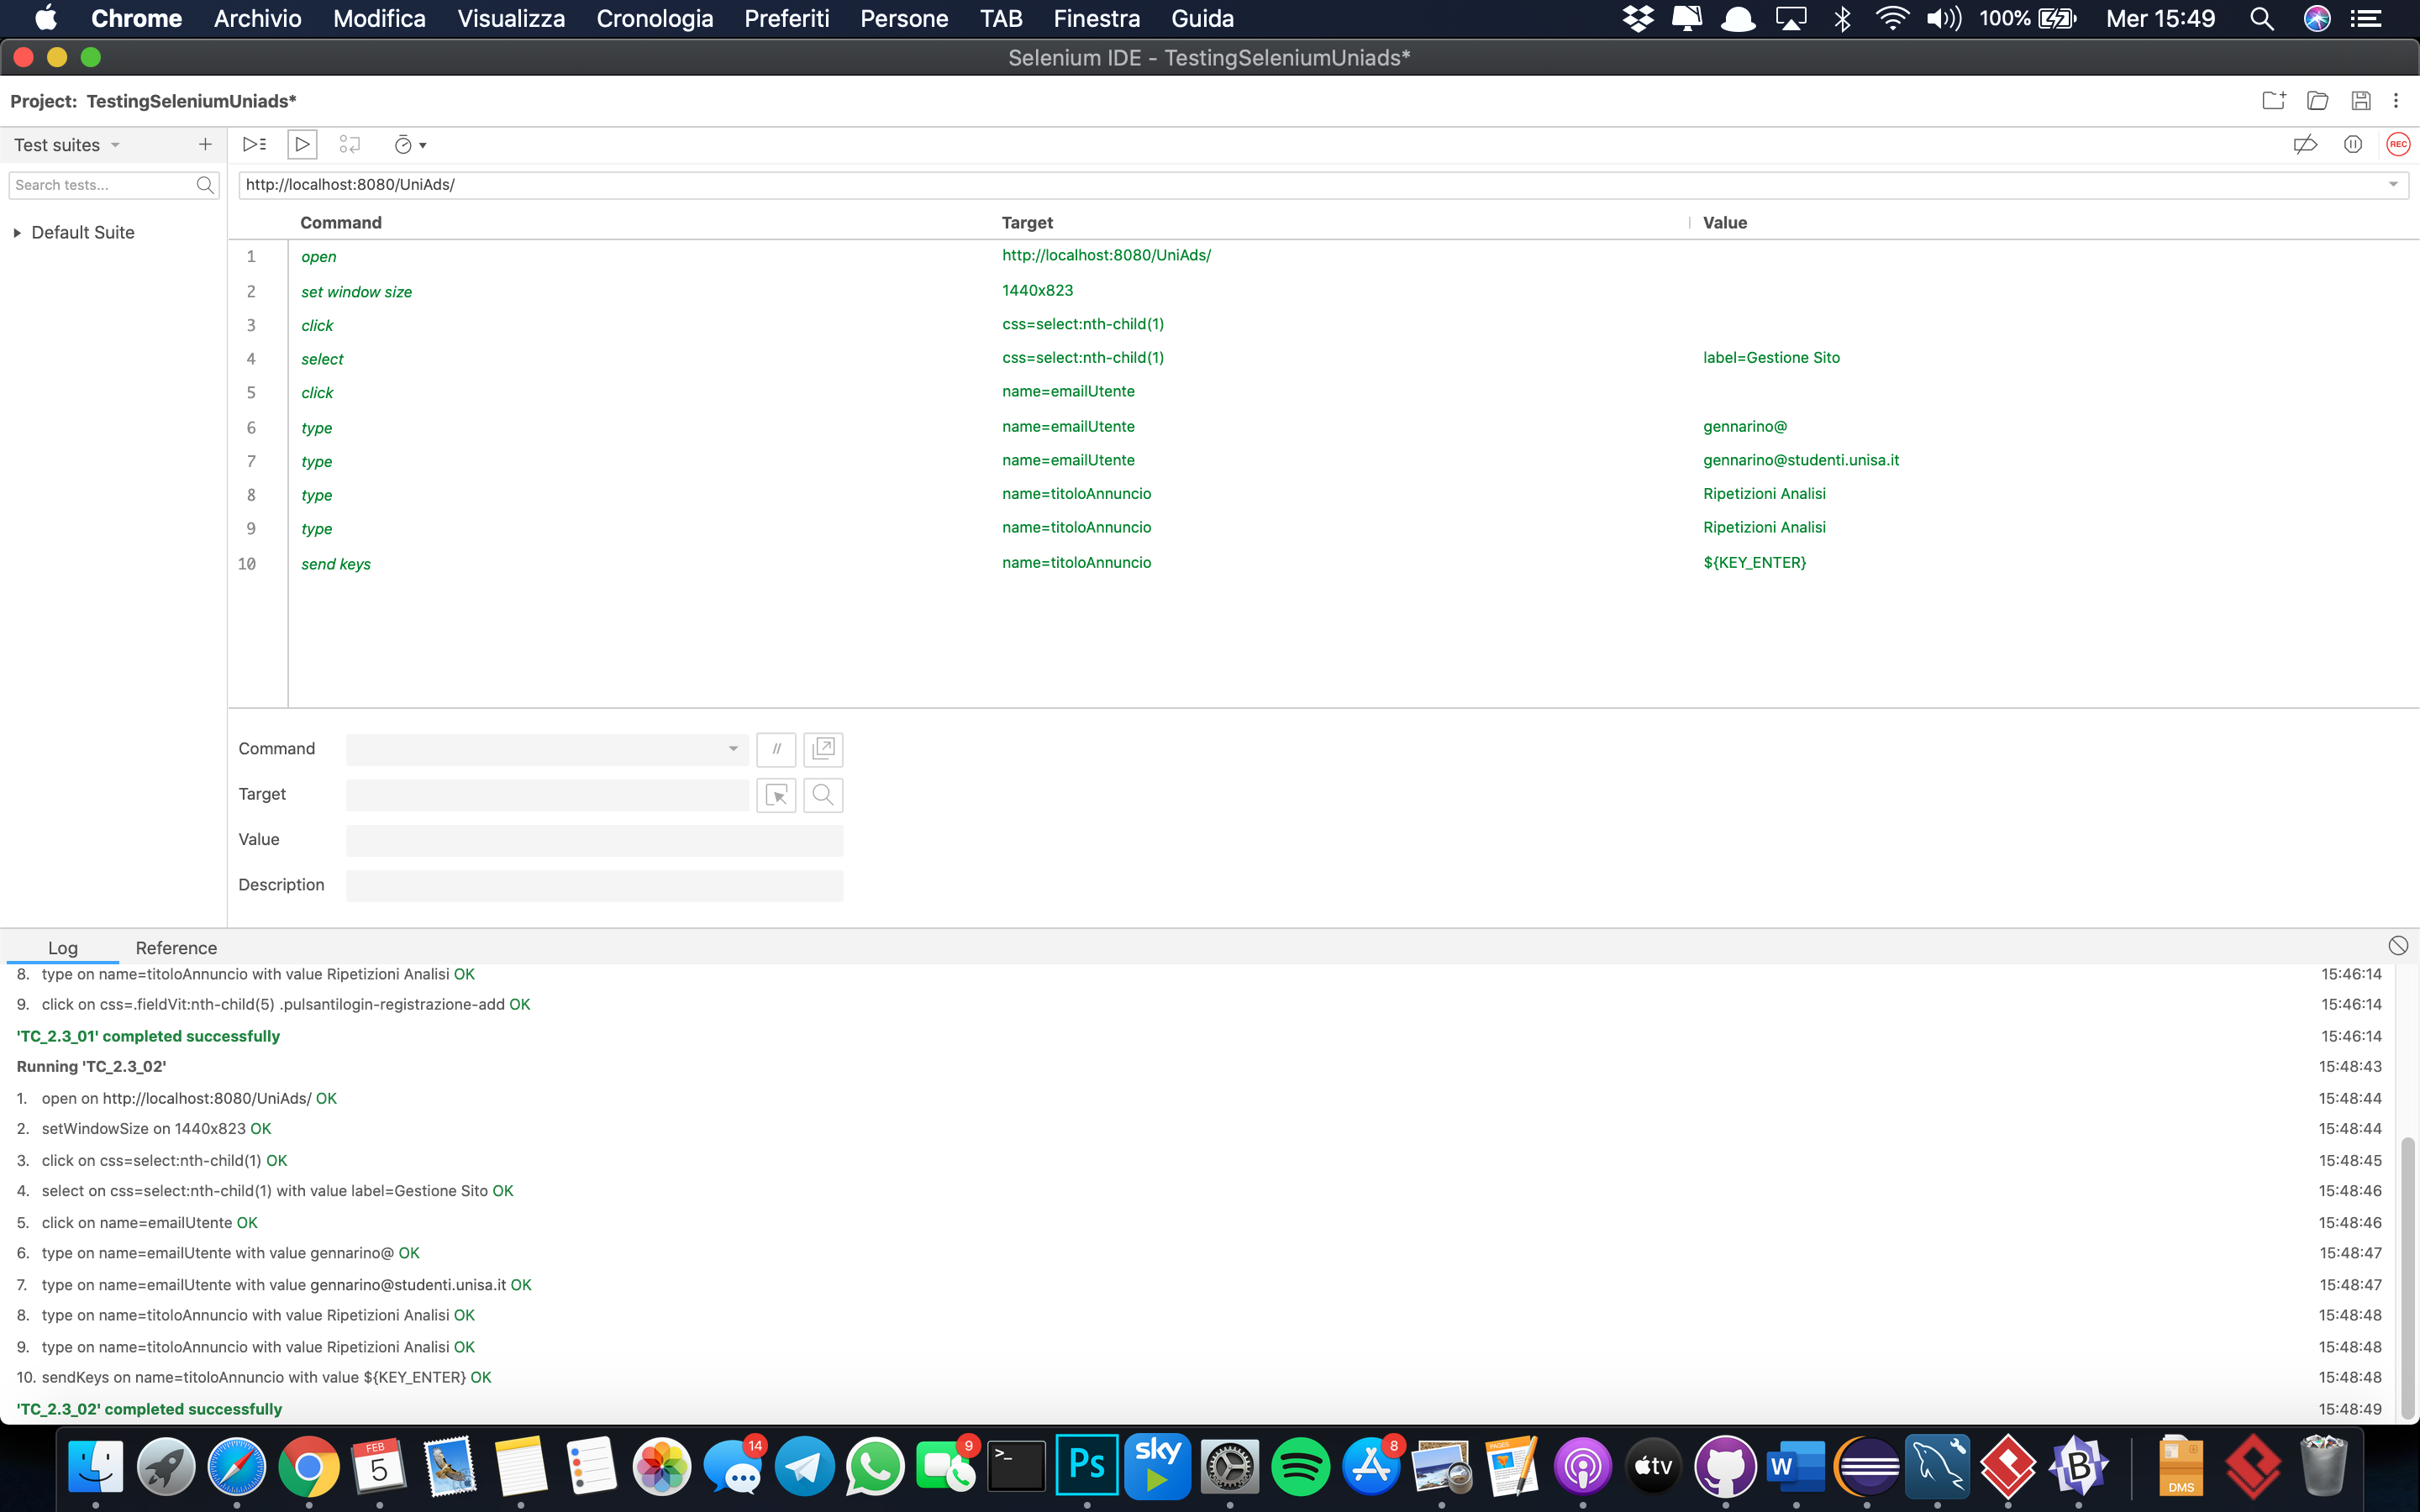 Chrome Archivio Modifica Visualizza Cronologia Preferiti Persone TAB Finestra Guida 100% Mer 15:49
Selenium IDE - TestingSeleniumUniads*
Project: TestingSeleniumUniads*
Test suites
REC
Search tests...
http://localhost:8080/UniAds/
Default Suite
Command Target Value
1 open http://localhost:8080/UniAds/
2 set window size 1440x823
3 click css=select:nth-child(1)
4 select css=select:nth-child(1) label=Gestione Sito
5 click name=emailUtente
6 type name=emailUtente gennarino@
7 type name=emailUtente gennarino@studenti.unisa.it
8 type name=titoloAnnuncio Ripetizioni Analisi
9 type name=titoloAnnuncio Ripetizioni Analisi
10 send keys name=titoloAnnuncio ${KEY_ENTER}
Command //
Target
Value
Description
Log Reference
8. type on name=titoloAnnuncio with value Ripetizioni Analisi OK 15:46:14
9. click on css=.fieldVit:nth-child(5) .pulsantilogin-registrazione-add OK 15:46:14
'TC_2.3_01' completed successfully 15:46:14
Running 'TC_2.3_02' 15:48:43
1. open on http://localhost:8080/UniAds/ OK 15:48:44
2. setWindowSize on 1440x823 OK 15:48:44
3. click on css=select:nth-child(1) OK 15:48:45
4. select on css=select:nth-child(1) with value label=Gestione Sito OK 15:48:46
5. click on name=emailUtente OK 15:48:46
6. type on name=emailUtente with value gennarino@ OK 15:48:47
7. type on name=emailUtente with value gennarino@studenti.unisa.it OK 15:48:47
8. type on name=titoloAnnuncio with value Ripetizioni Analisi OK 15:48:48
9. type on name=titoloAnnuncio with value Ripetizioni Analisi OK 15:48:48
10. sendKeys on name=titoloAnnuncio with value ${KEY_ENTER} OK 15:48:48
'TC_2.3_02' completed successfully 15:48:49
FEB 5 14 9 >_ Ps sky 8 PAGES tv W B DMS